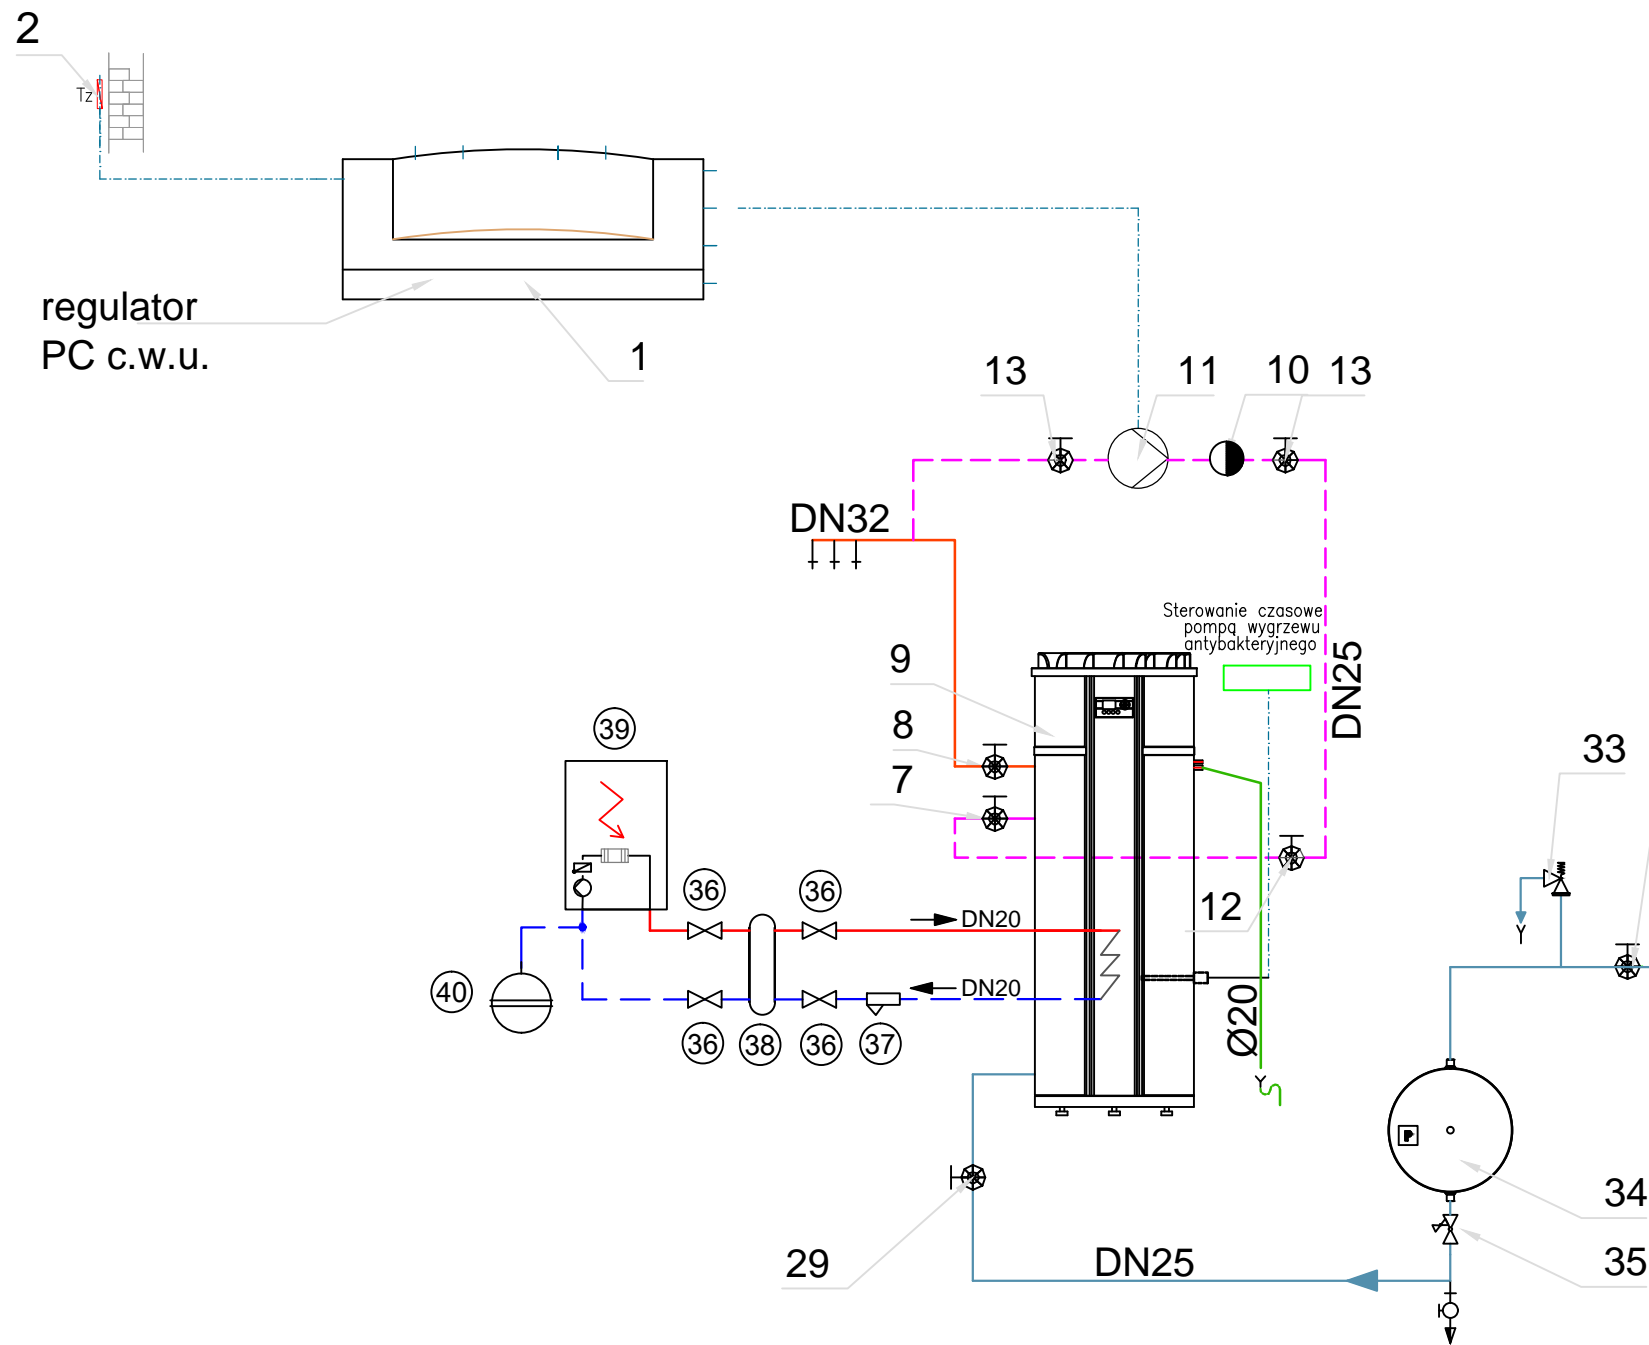 2
Tz
regulator
PC c.w.u.
1
13
11
10
13
DN32
Sterowanie czasowe
pompą wygrzewu
antybakteryjnego
DN25
9
8
7
39
33
36
36
DN20
12
40
DN20
36
38
36
37
Ø20
P
34
29
DN25
35